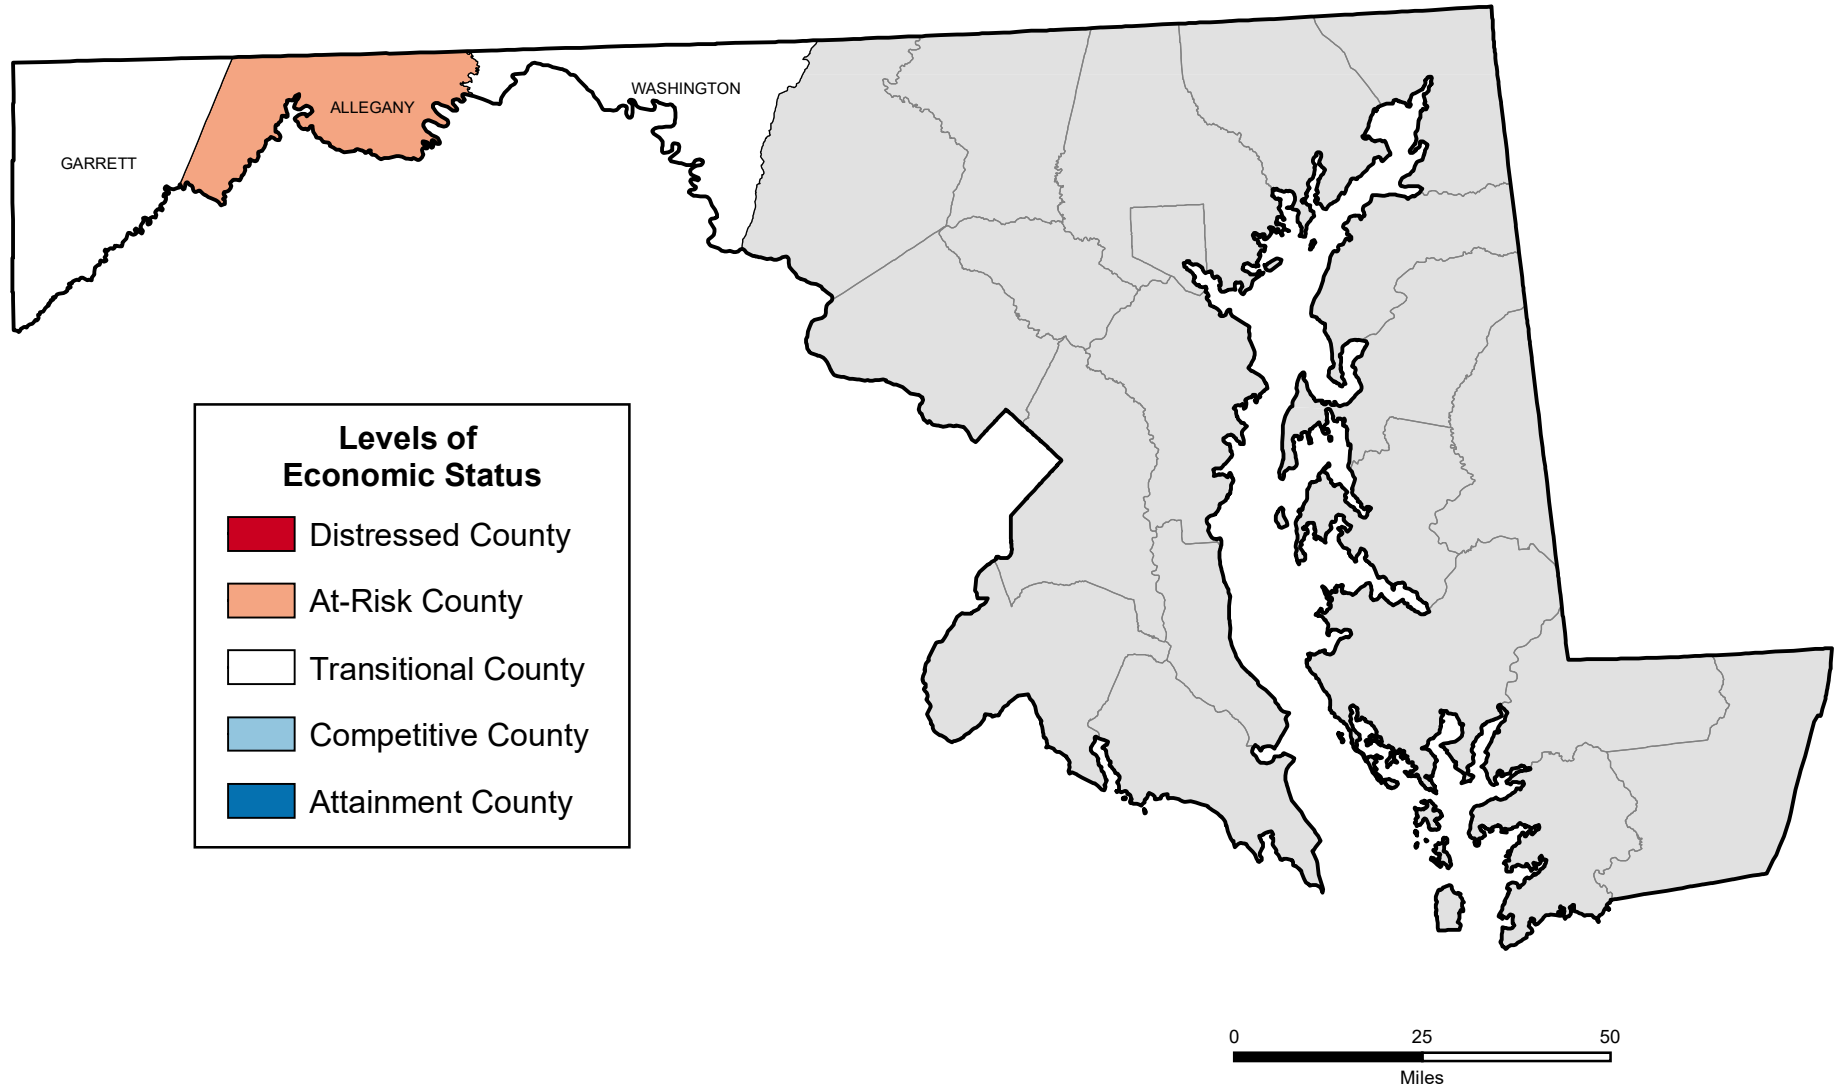 WASHINGTON
ALLEGANY
GARRETT
Levels of
Economic Status
Distressed County
At-Risk County
Transitional County
Competitive County
Attainment County
0 25 50
Miles